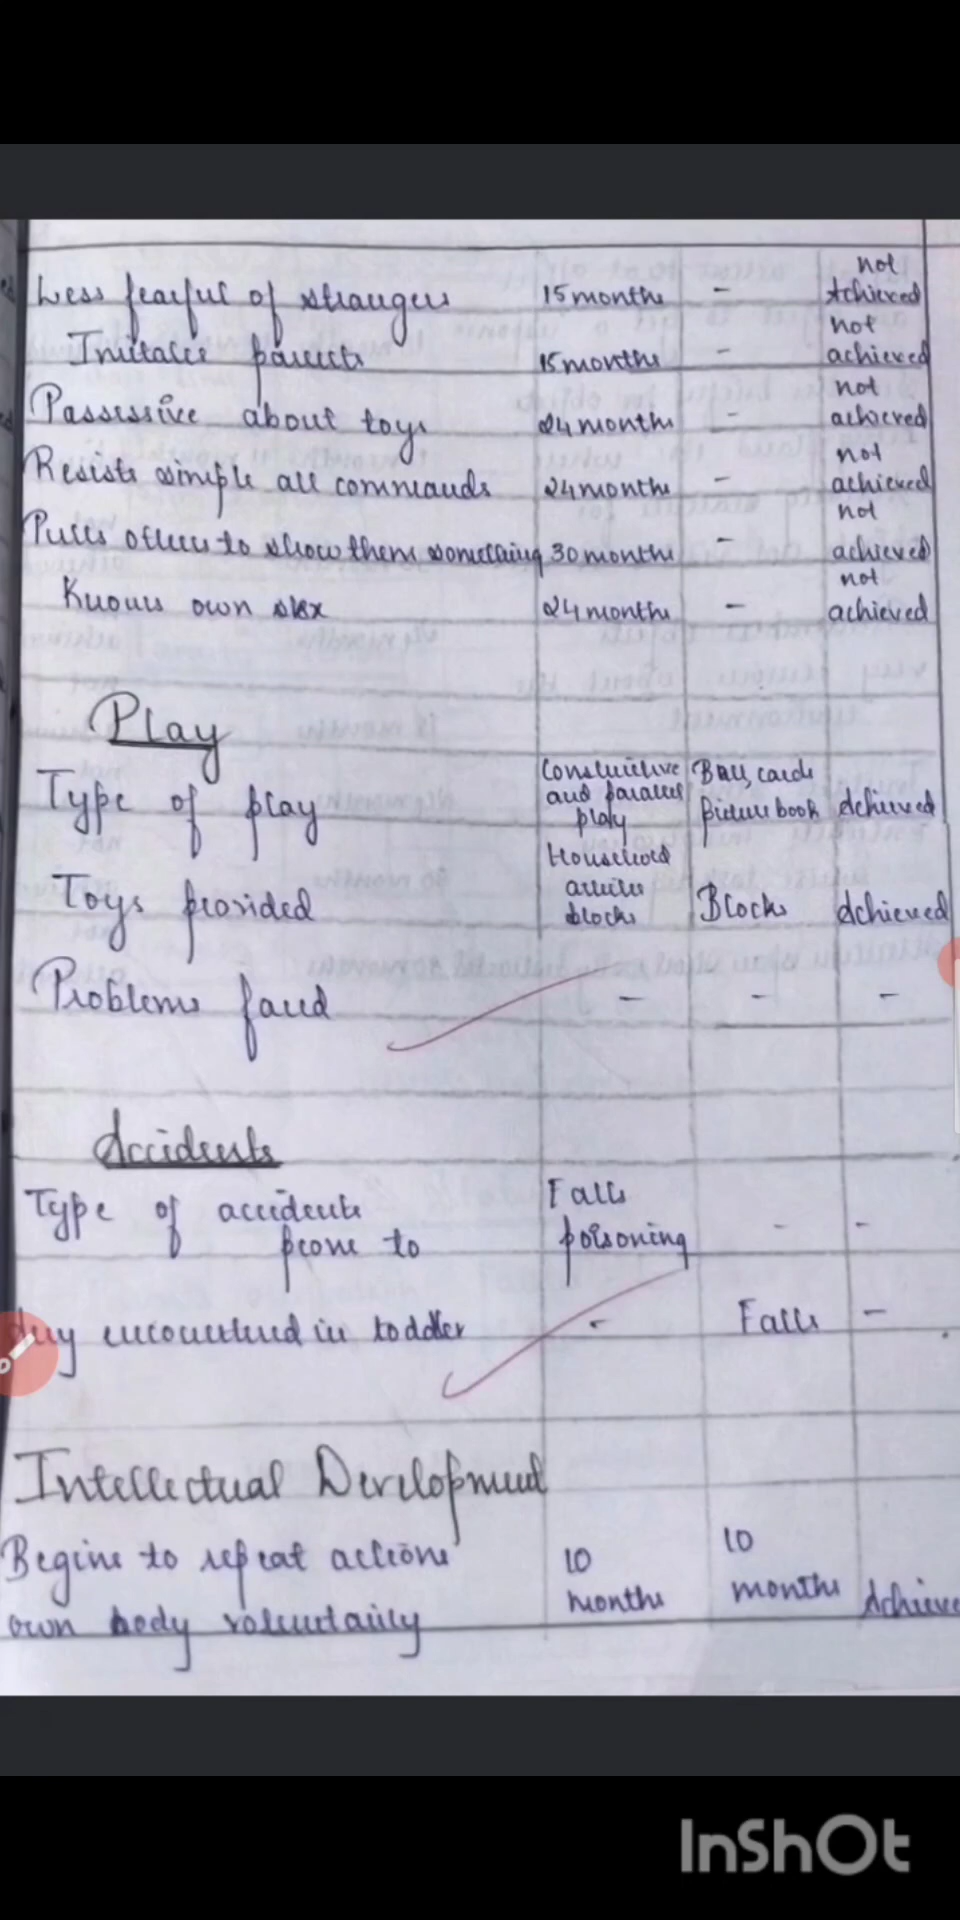 not
Less fearful of strangers 15 months - Achieved
not
Imitates parents 15 months - achieved
not
Possessive about toys 24 months - achieved
not
Resists simple all commands 24 months - achieved
not
Pulls others to show them something 30 months - achieved
not
Knows own sex 24 months - achieved
Play
Type of play Constructive and parallel play Ball, cards picture book Achieved
Toys provided Household articles blocks Blocks Achieved
Problems faced - - -
Accidents
Type of accidents Falls
prone to poisoning - -
Any encountered in toddler - Falls -
Intellectual Development
Begins to repeat actions 10 10
own body voluntarily months months Achieve
InShOt